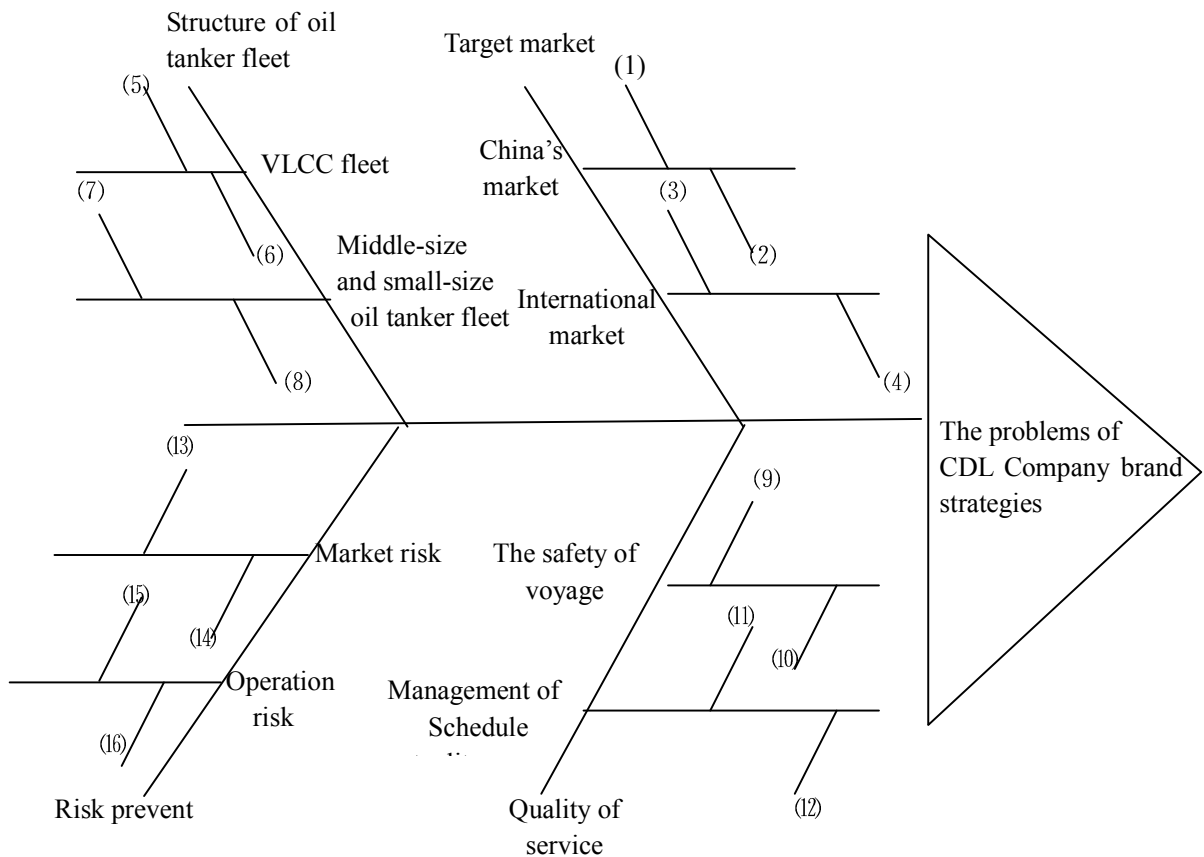 Structure of oil
tanker fleet
Target market
(1)
(5)
China's
market
VLCC fleet
(7)
(3)
(6)
(2)
Middle-size
and small-size
oil tanker fleet
International
market
(8)
(4)
The problems of
CDL Company brand
strategies
(13)
(9)
Market risk
The safety of
voyage
(15)
(14)
(11)
(10)
Operation
risk
Management of
Schedule
(16)
(12)
Risk prevent
Quality of
service